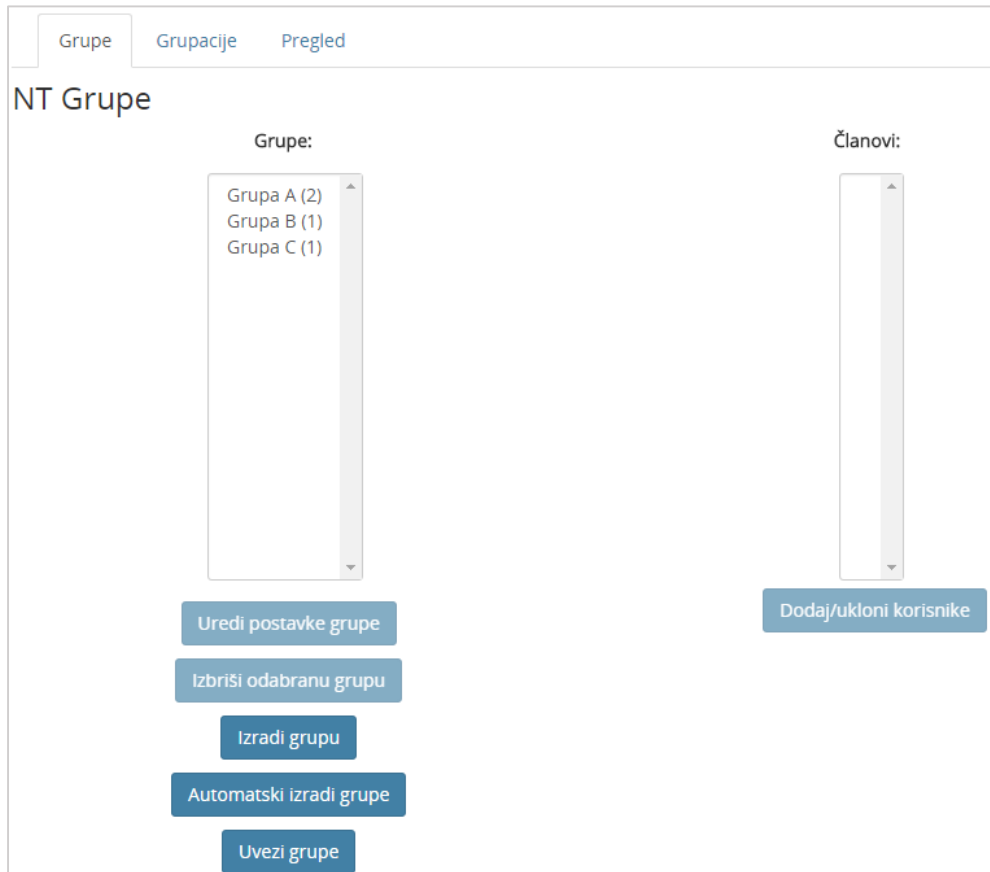 Grupe Grupacije Pregled
NT Grupe
Grupe: Članovi:
Grupa A (2)
Grupa B (1)
Grupa C (1)
Uredi postavke grupe Dodaj/ukloni korisnike
Izbriši odabranu grupu
Izradi grupu
Automatski izradi grupe
Uvezi grupe